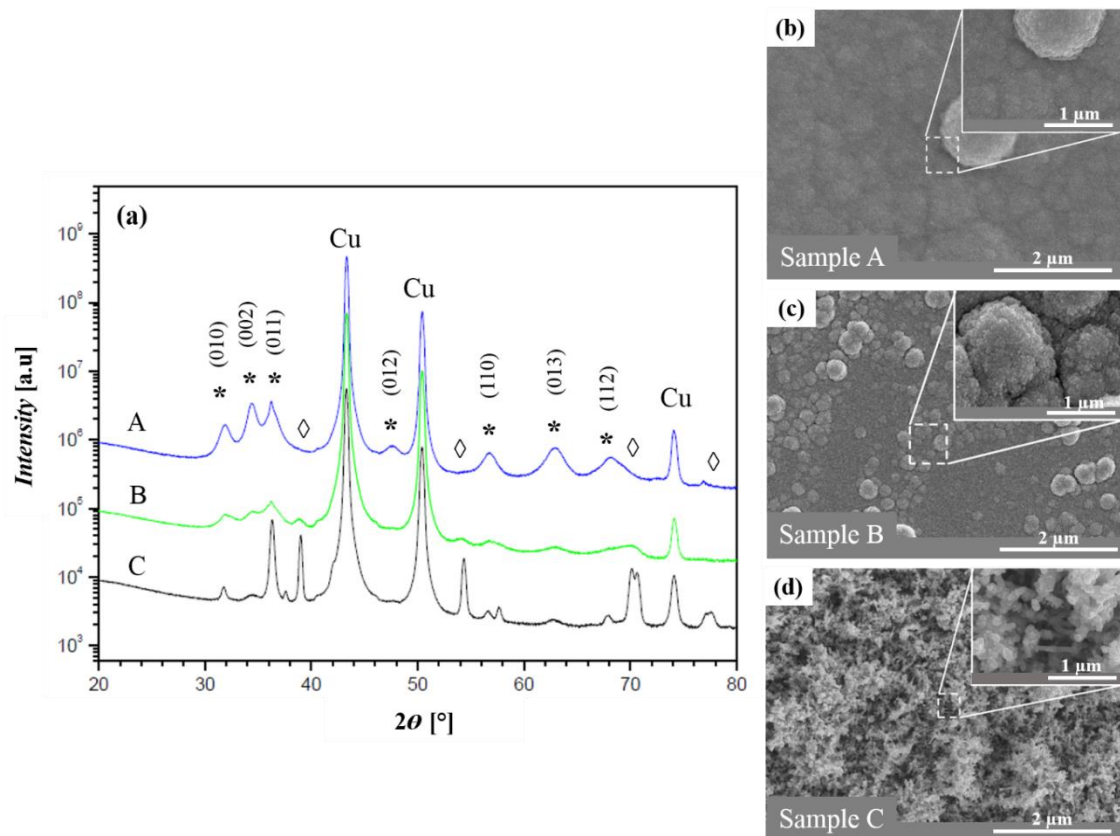 (a)
Intensity [a.u]
10⁹
10⁸
10⁷
10⁶
10⁵
10⁴
10³
Cu
Cu
Cu
(010)
(002)
(011)
(012)
(110)
(013)
(112)
* * * ◊ * ◊ * * * ◊ ◊
A
B
C
20 30 40 50 60 70 80
2θ [°]
(b)
1 µm
Sample A
2 µm
(c)
1 µm
Sample B
2 µm
(d)
1 µm
Sample C
2 µm